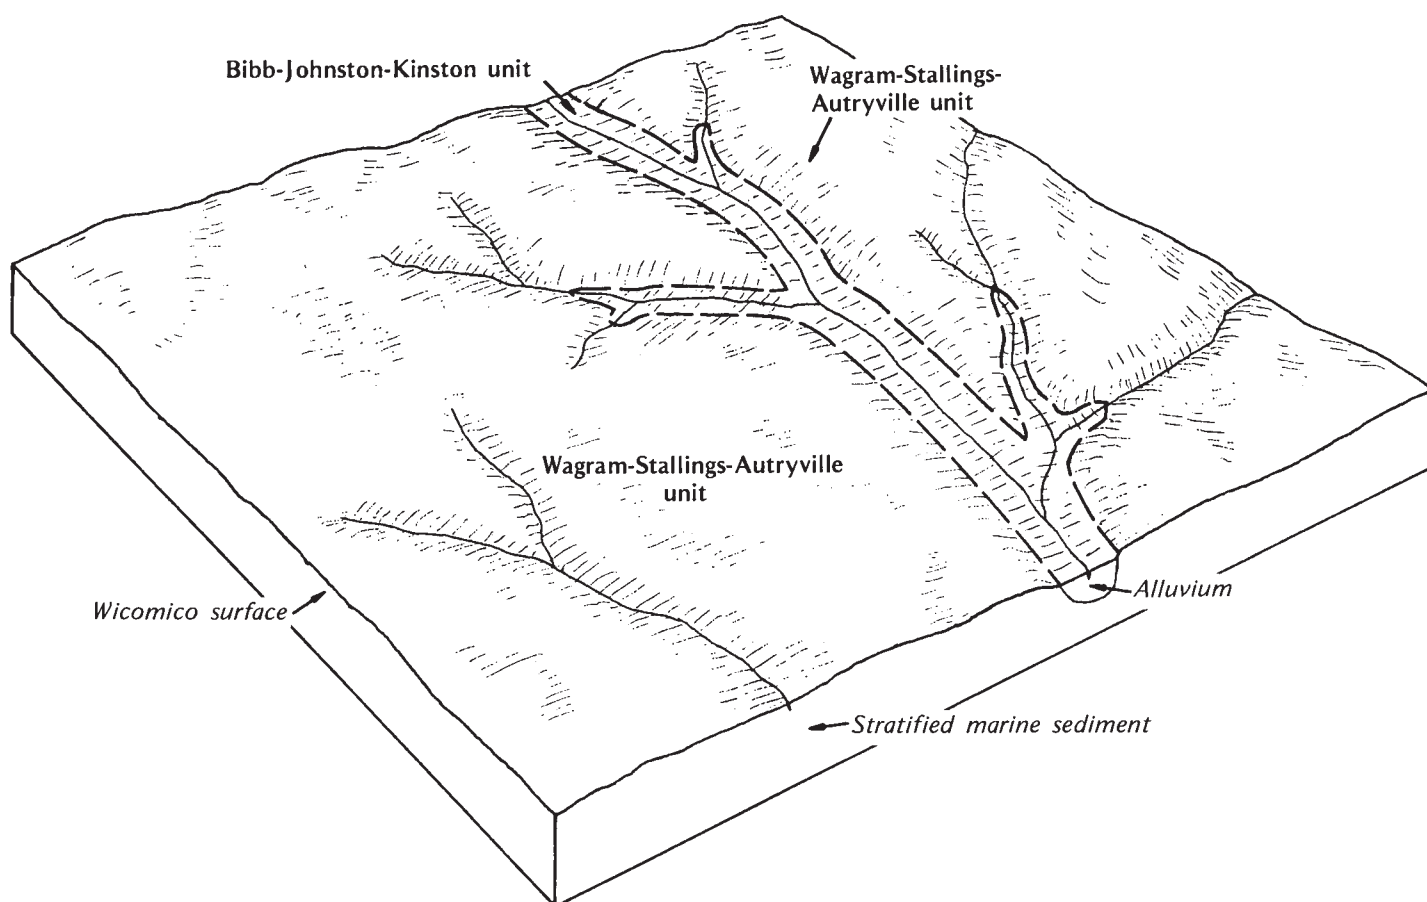 Bibb-Johnston-Kinston unit
Wagram-Stallings-
Autryville unit
Wagram-Stallings-Autryville
unit
Wicomico surface
Alluvium
Stratified marine sediment